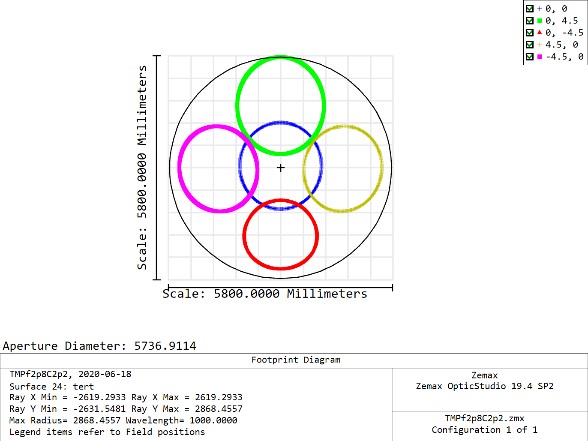 0, 0
0, 4.5
0, -4.5
4.5, 0
-4.5, 0
Scale: 5800.0000 Millimeters
Scale: 5800.0000 Millimeters
Aperture Diameter: 5736.9114
Footprint Diagram
TMPf2p8C2p2, 2020-06-18
Surface 24: tert
Ray X Min = -2619.2933 Ray X Max = 2619.2933
Ray Y Min = -2631.5481 Ray Y Max = 2868.4557
Max Radius= 2868.4557 Wavelength= 1000.0000
Legend items refer to Field positions
Zemax
Zemax OpticStudio 19.4 SP2
TMPf2p8C2p2.zmx
Configuration 1 of 1